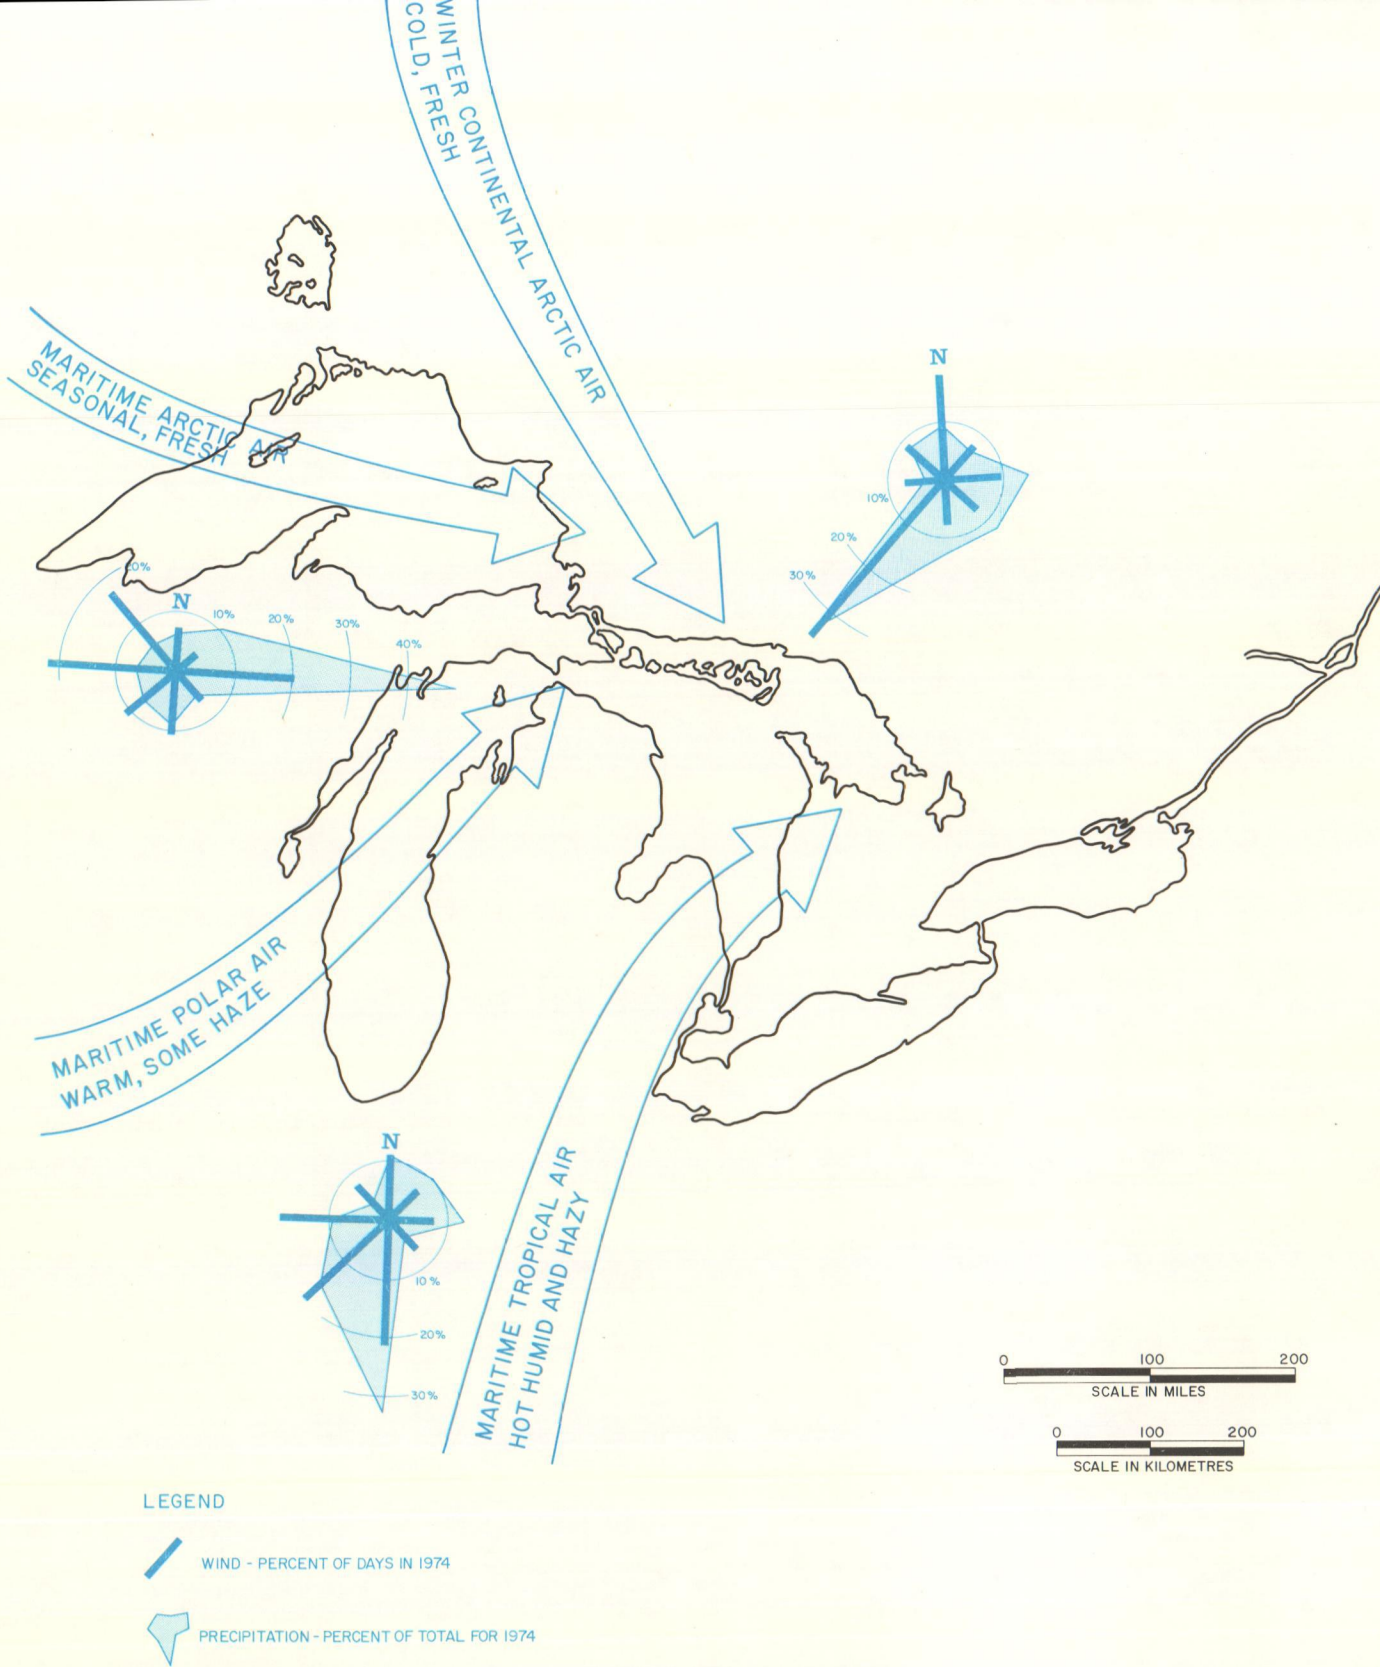 WINTER CONTINENTAL ARCTIC AIR
COLD, FRESH
MARITIME ARCTIC AIR
SEASONAL, FRESH
N
10%
20%
30%
20%
N
10%
20%
30%
40%
MARITIME POLAR AIR
WARM, SOME HAZE
N
10%
20%
30%
MARITIME TROPICAL AIR
HOT HUMID AND HAZY
0 100 200
SCALE IN MILES
0 100 200
SCALE IN KILOMETRES
LEGEND
WIND - PERCENT OF DAYS IN 1974
PRECIPITATION - PERCENT OF TOTAL FOR 1974